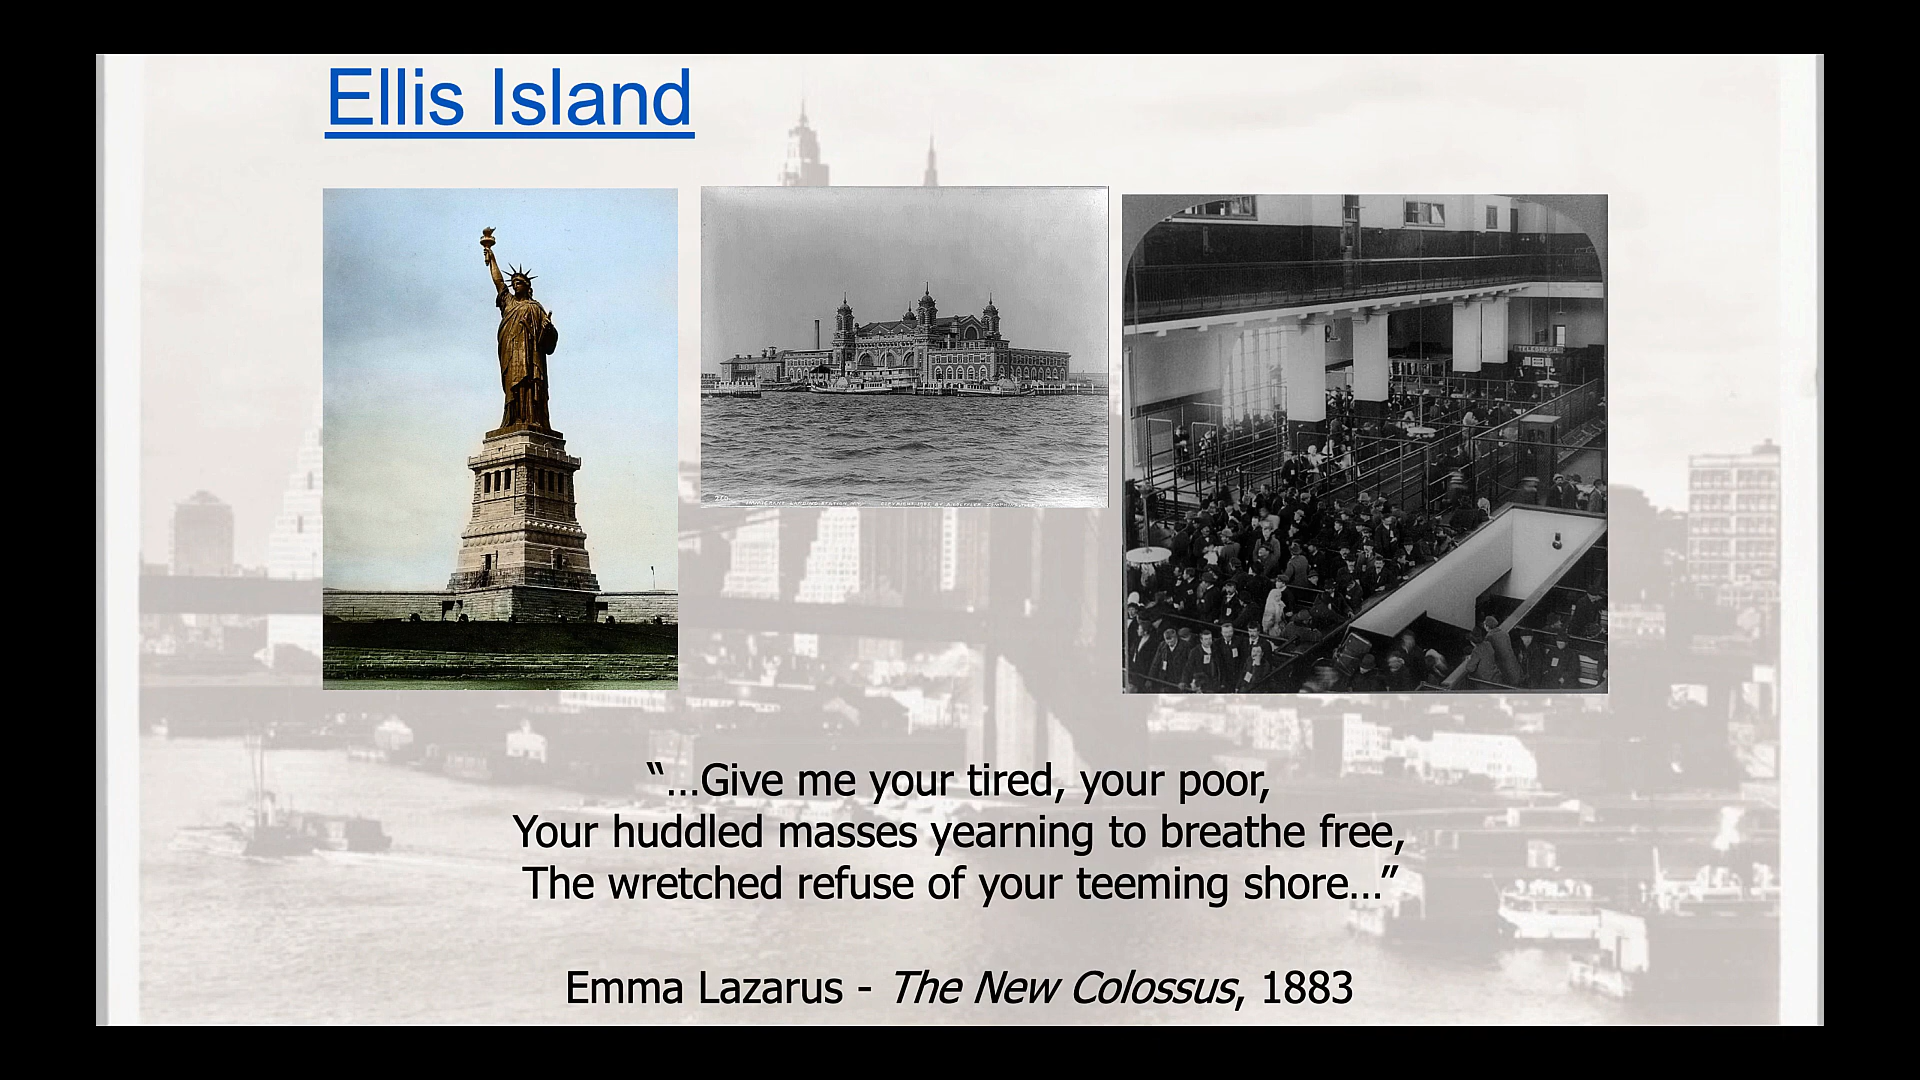 Ellis Island
TELEGRAPH
“...Give me your tired, your poor,
Your huddled masses yearning to breathe free,
The wretched refuse of your teeming shore...”
Emma Lazarus - The New Colossus, 1883